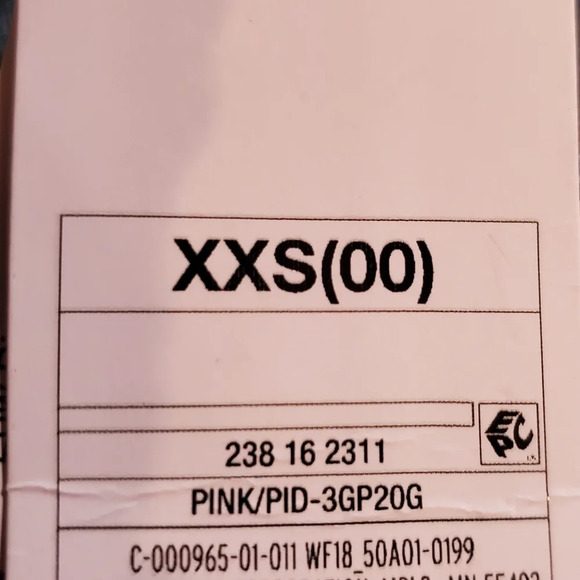 XXS(00)
EPC
238 16 2311
PINK/PID-3GP20G
C-000965-01-011 WF18_50A01-0199